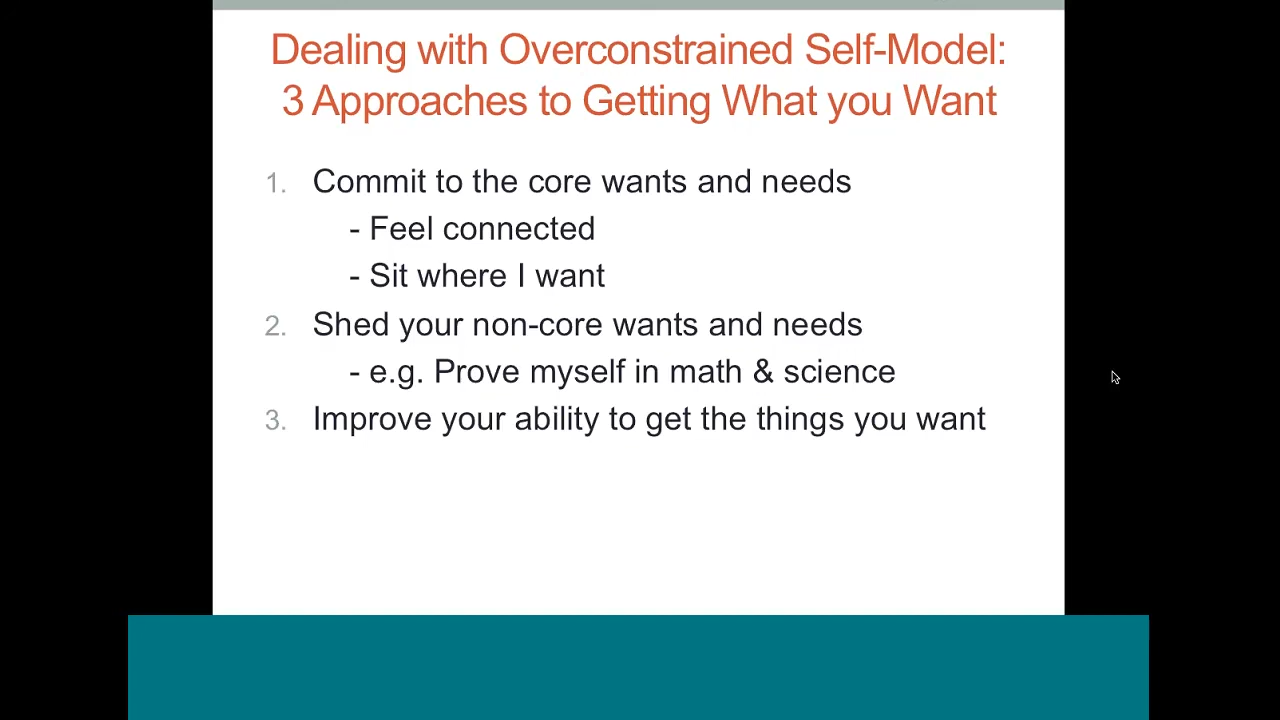 Dealing with Overconstrained Self-Model:
3 Approaches to Getting What you Want
1. Commit to the core wants and needs
- Feel connected
- Sit where I want
2. Shed your non-core wants and needs
- e.g. Prove myself in math & science
3. Improve your ability to get the things you want